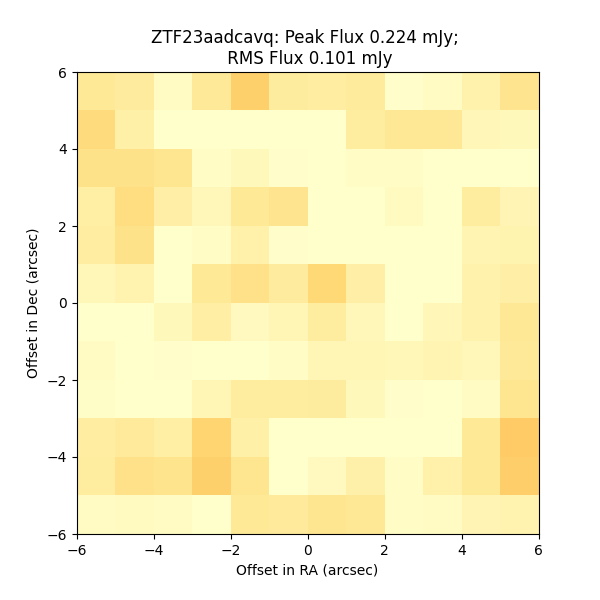 ZTF23aadcavq: Peak Flux 0.224 mJy;
RMS Flux 0.101 mJy
6
4
2
0
−2
−4
−6
Offset in Dec (arcsec)
−6 −4 −2 0 2 4 6
Offset in RA (arcsec)